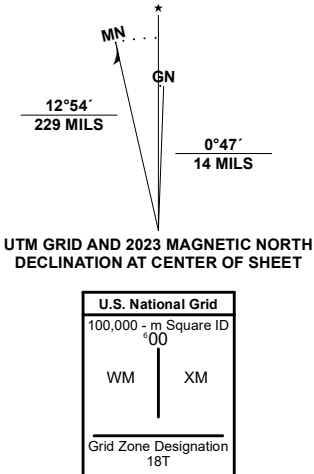 MN
GN
12°54´
229 MILS
0°47´
14 MILS
UTM GRID AND 2023 MAGNETIC NORTH
DECLINATION AT CENTER OF SHEET
U.S. National Grid
100,000 - m Square ID
⁶00
WM XM
Grid Zone Designation
18T